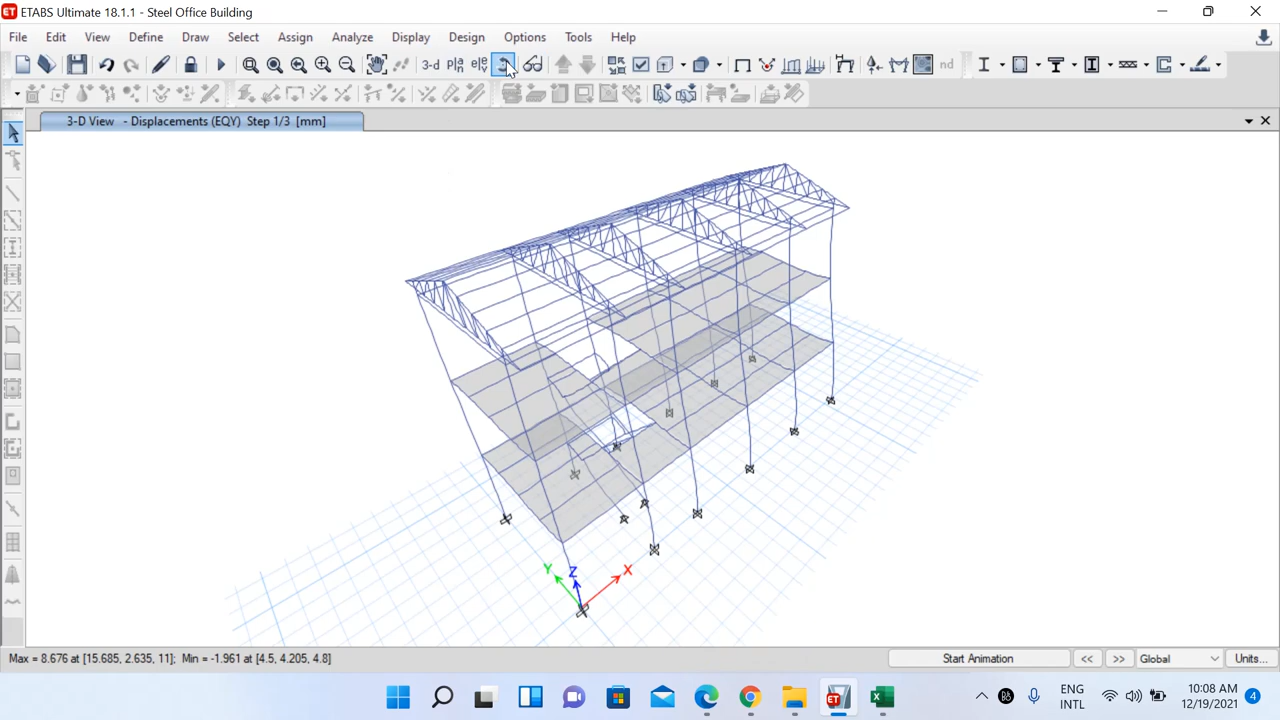 ETABS Ultimate 18.1.1 - Steel Office Building
File Edit View Define Draw Select Assign Analyze Display Design Options Tools Help
3-d nd
3-D View - Displacements (EQY) Step 1/3 [mm]
Y Z X
Max = 8.676 at [15.685, 2.635, 11]; Min = -1.961 at [4.5, 4.205, 4.8] Start Animation << >> Global Units...
ENG
INTL
10:08 AM
12/19/2021
4